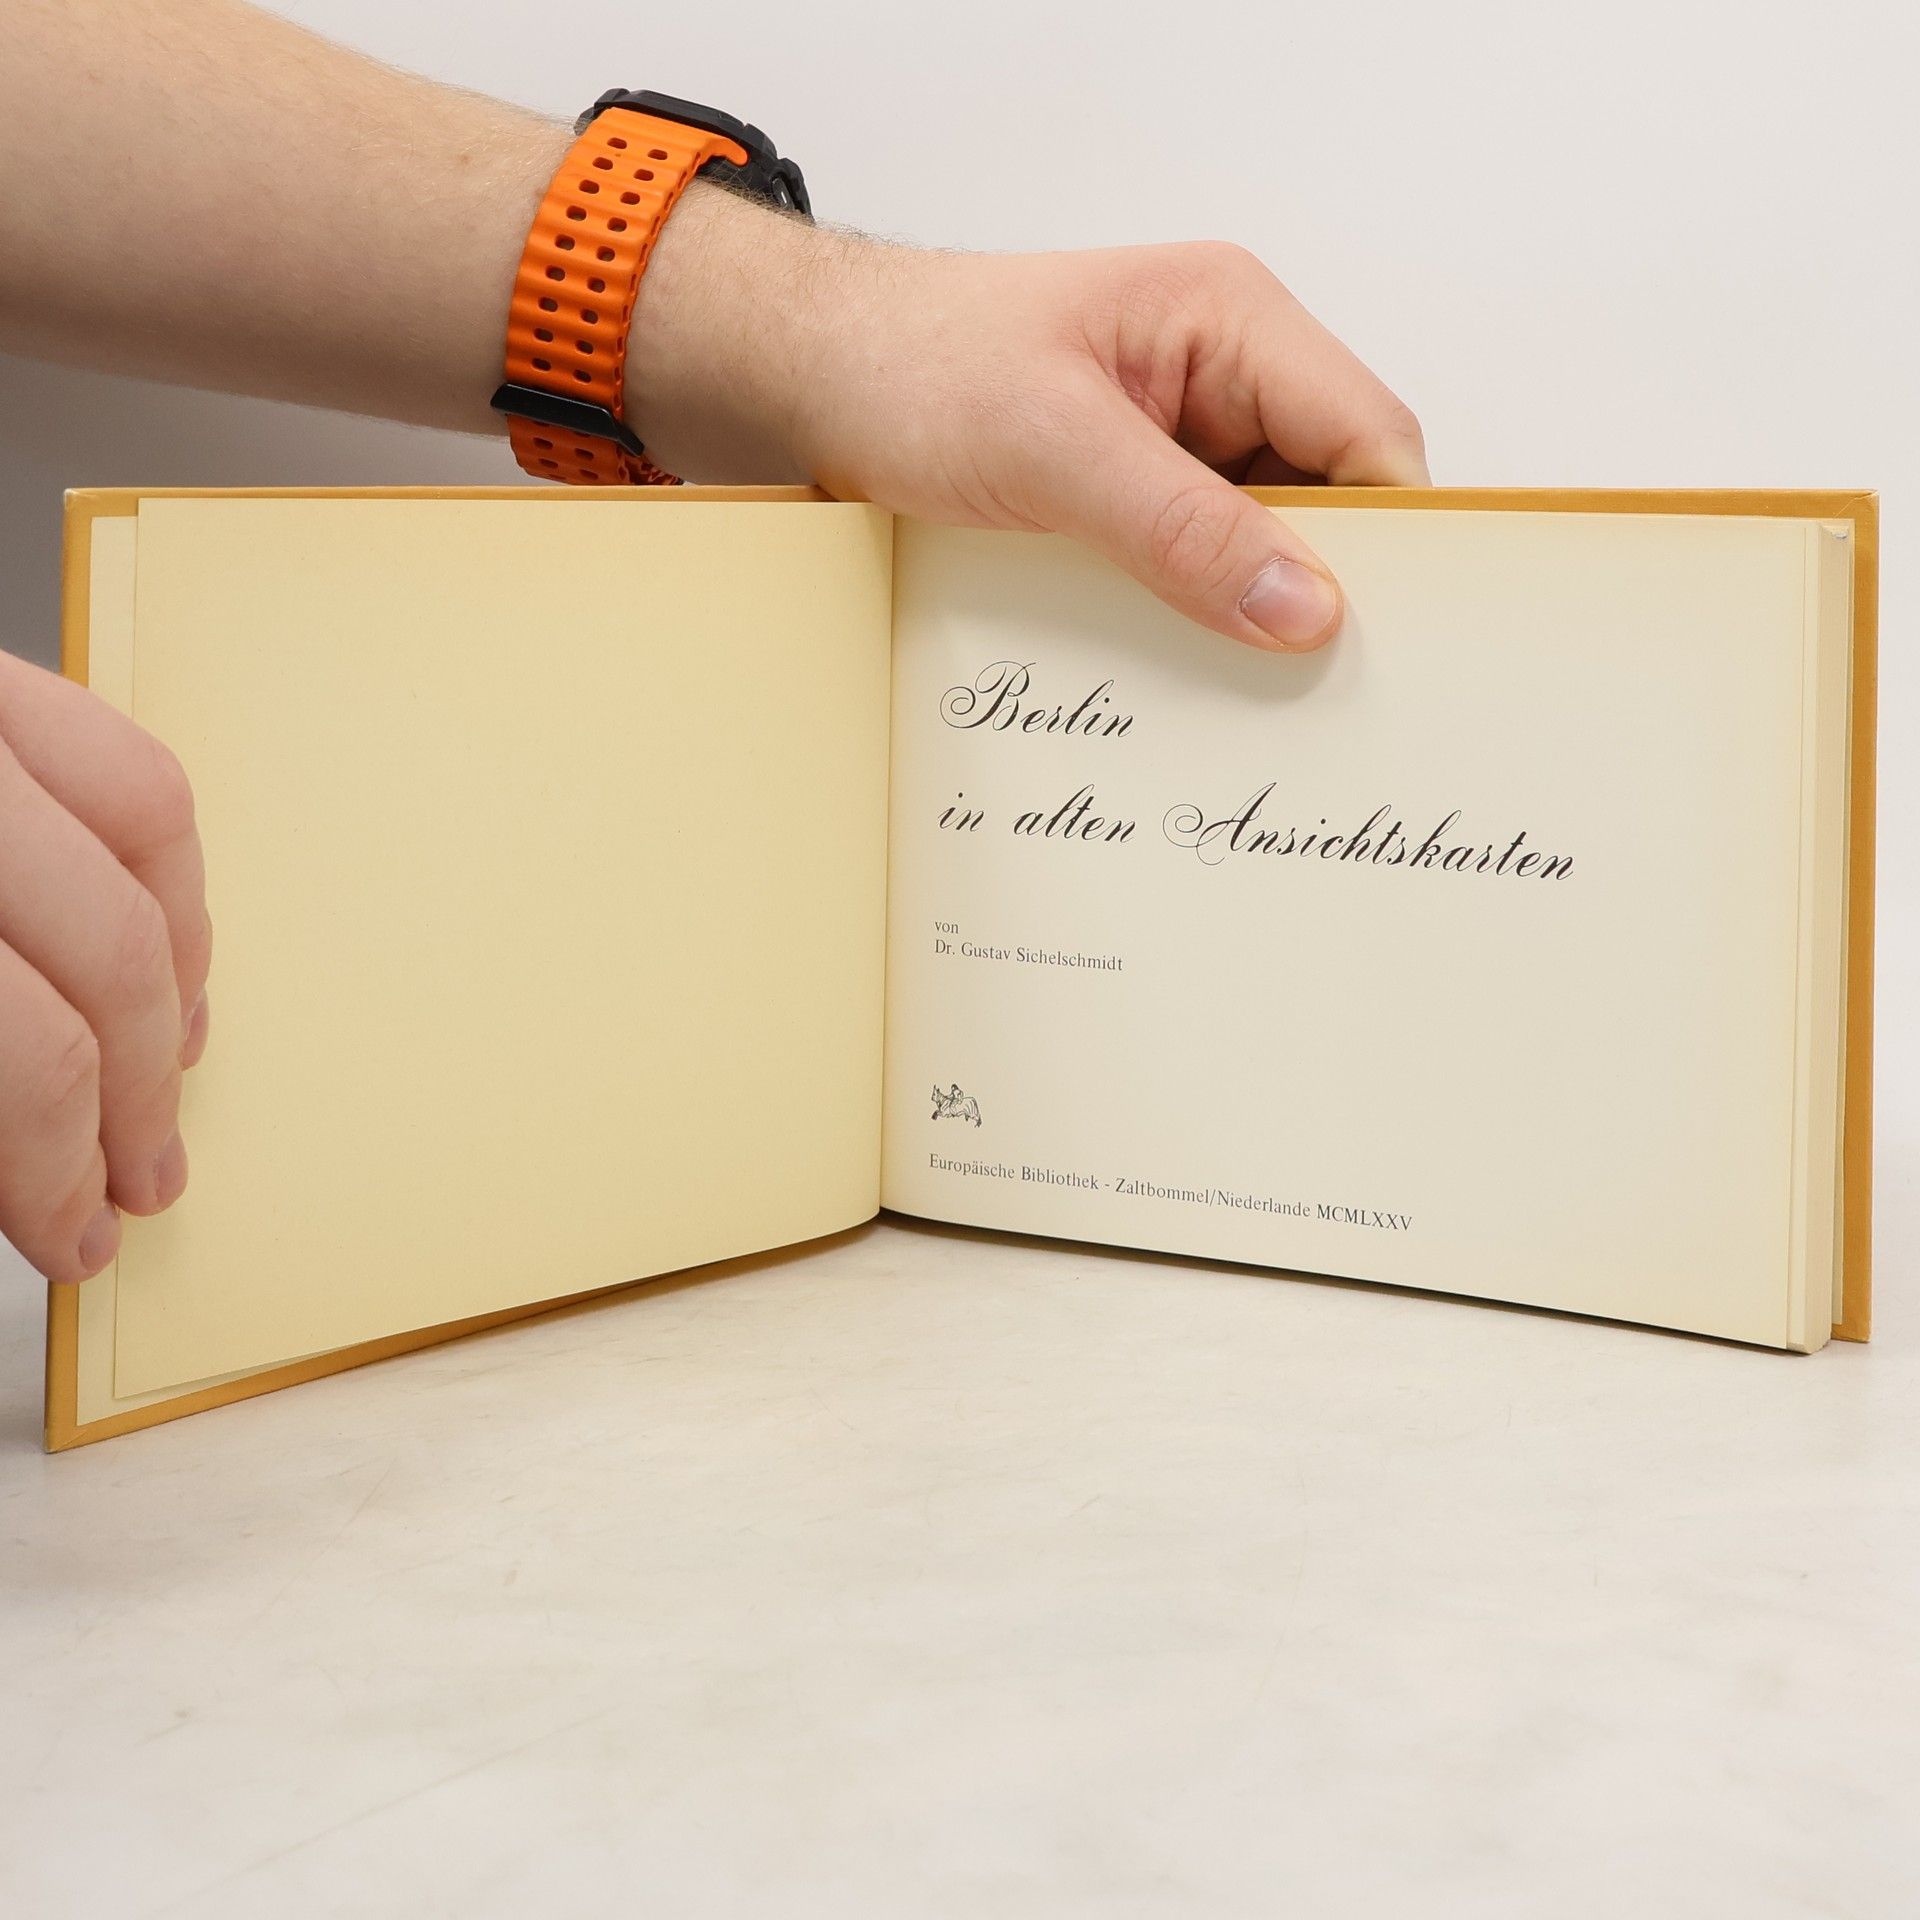 Berlin
in alten Ansichtskarten
von
Dr. Gustav Sichelschmidt
Europäische Bibliothek - Zaltbommel/Niederlande MCMLXXV